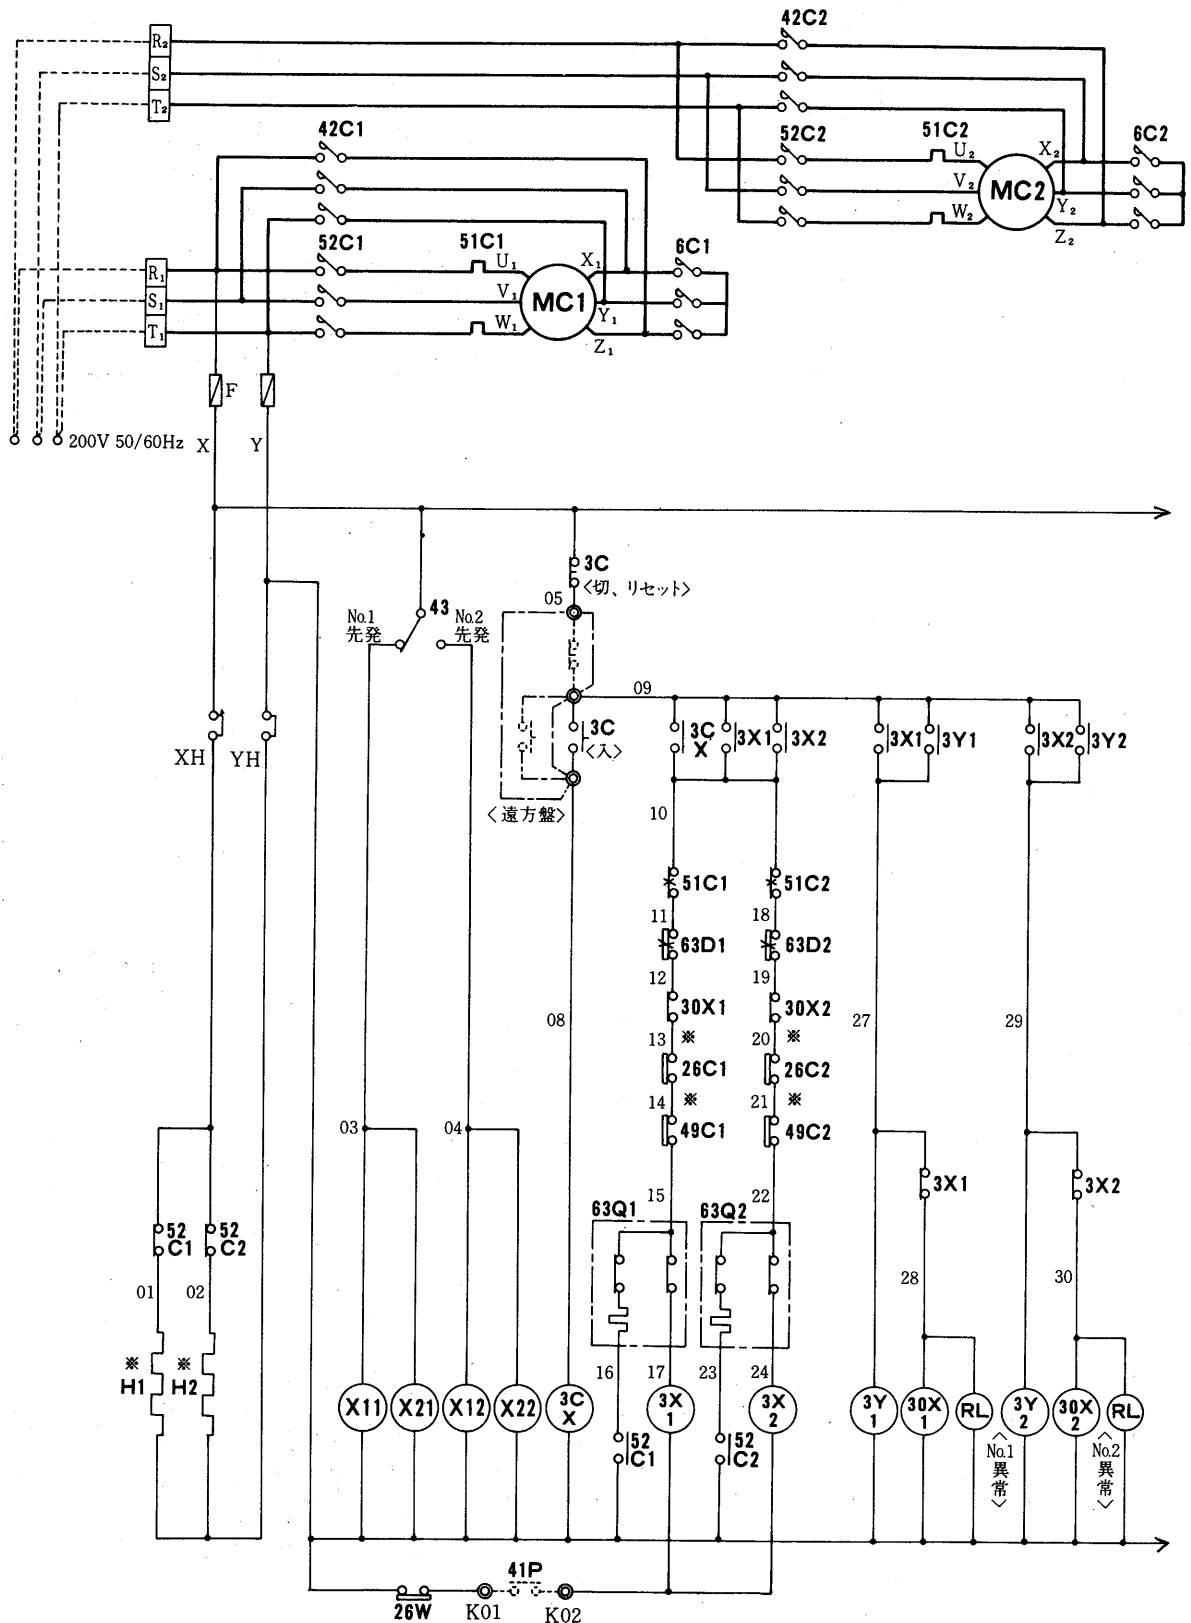 42C2
R₂
S₂
T₂
42C1
52C2
51C2
U₂
X₂
6C2
V₂
MC2
W₂
Y₂
Z₂
52C1
51C1
U₁
X₁
6C1
R₁
S₁
T₁
V₁
MC1
W₁
Y₁
Z₁
F
200V 50/60Hz
X
Y
3C
〈切、リセット〉
05
No.1
先発
43
No.2
先発
09
XH
YH
3C
〈入〉
3C
X
3X1
3X2
3X1
3Y1
3X2
3Y2
〈遠方盤〉
10
51C1
51C2
11
18
63D1
63D2
12
19
08
30X1
30X2
27
29
13
※
20
※
26C1
26C2
14
※
21
※
49C1
49C2
03
04
3X1
3X2
15
22
63Q1
63Q2
52
C1
52
C2
01
02
28
30
※
H1
※
H2
16
17
23
24
X11
X21
X12
X22
3C
X
3X
1
3X
2
3Y
1
30X
1
RL
3Y
2
30X
2
RL
52
C1
52
C2
〈No.1異常〉
〈No.2異常〉
41P
26W
K01
K02